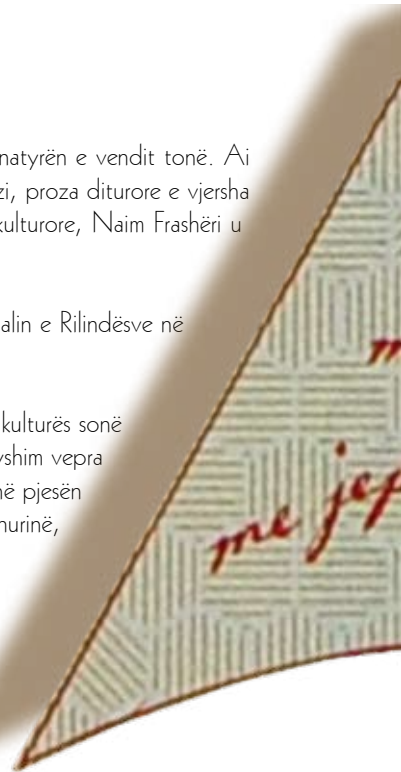 natyrën e vendit tonë. Ai
zi, proza diturore e vjersha
kulturore, Naim Frashëri u
alin e Rilindësve në
kulturës sonë
yshim vepra
në pjesën
nurinë,
me jep